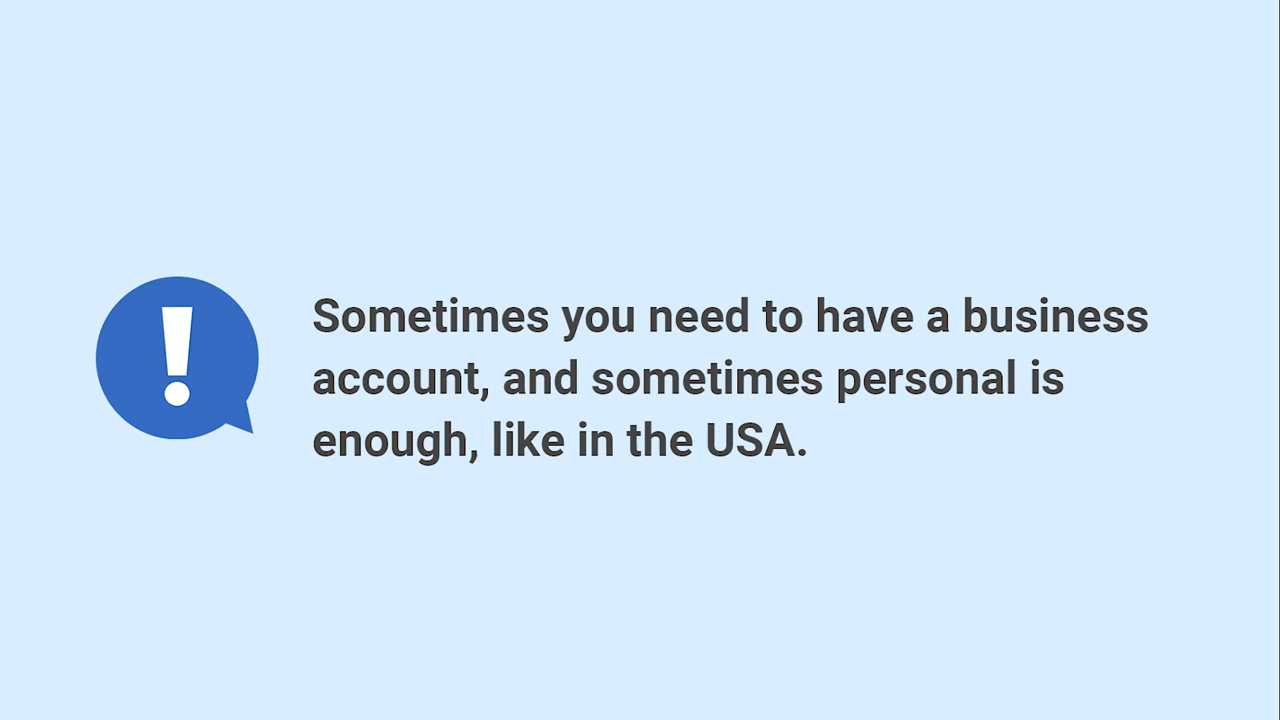 Sometimes you need to have a business
account, and sometimes personal is
enough, like in the USA.